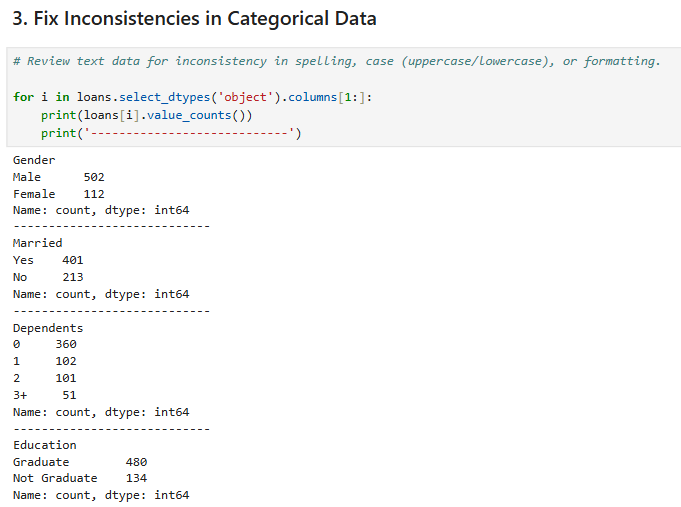 3. Fix Inconsistencies in Categorical Data
# Review text data for inconsistency in spelling, case (uppercase/lowercase), or formatting.
for i in loans.select_dtypes('object').columns[1:]:
    print(loans[i].value_counts())
    print('----------------------------')
Gender
Male      502
Female    112
Name: count, dtype: int64
----------------------------
Married
Yes    401
No     213
Name: count, dtype: int64
----------------------------
Dependents
0     360
1     102
2     101
3+     51
Name: count, dtype: int64
----------------------------
Education
Graduate        480
Not Graduate    134
Name: count, dtype: int64